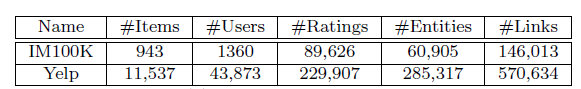 Name #Items #Users #Ratings #Entities #Links
IM100K 943 1360 89,626 60,905 146,013
Yelp 11,537 43,873 229,907 285,317 570,634